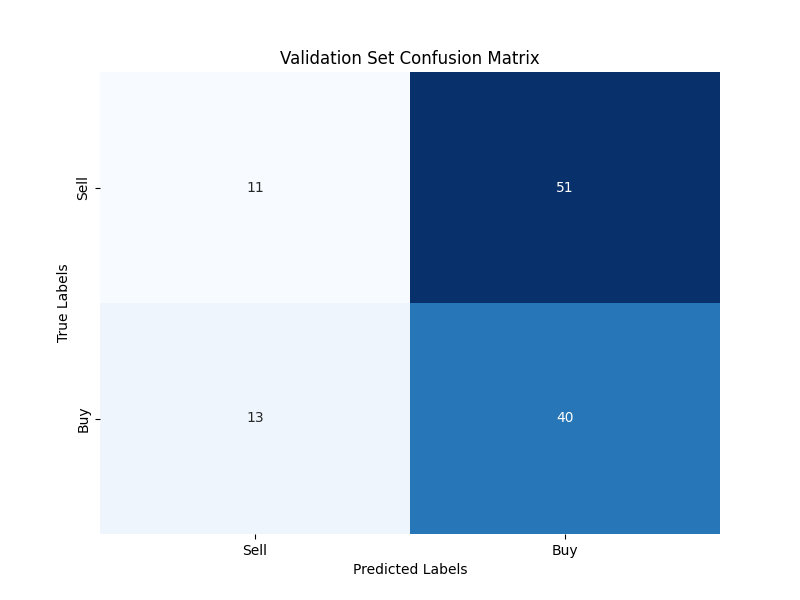 Validation Set Confusion Matrix
Sell
11
51
True Labels
Buy
13
40
Sell
Buy
Predicted Labels